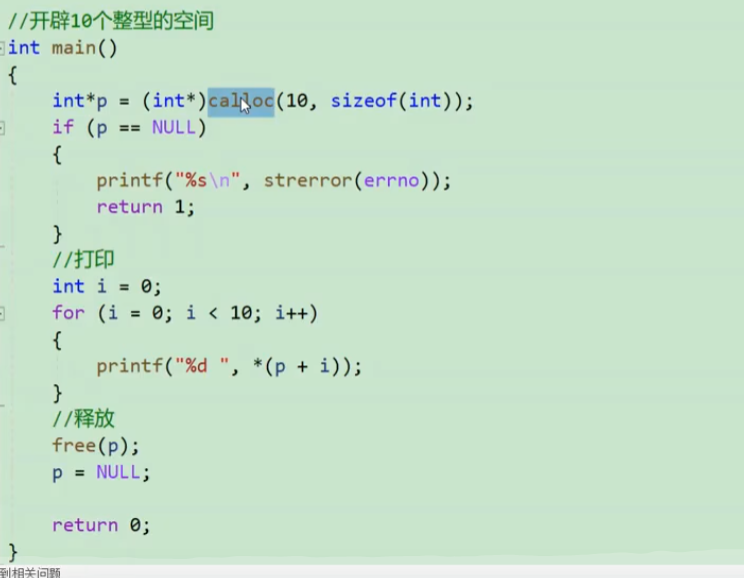 //开辟10个整型的空间
int main()
{
    int*p = (int*)calloc(10, sizeof(int));
    if (p == NULL)
    {
        printf("%s\n", strerror(errno));
        return 1;
    }
    //打印
    int i = 0;
    for (i = 0; i < 10; i++)
    {
        printf("%d ", *(p + i));
    }
    //释放
    free(p);
    p = NULL;
    return 0;
}
到相关问题